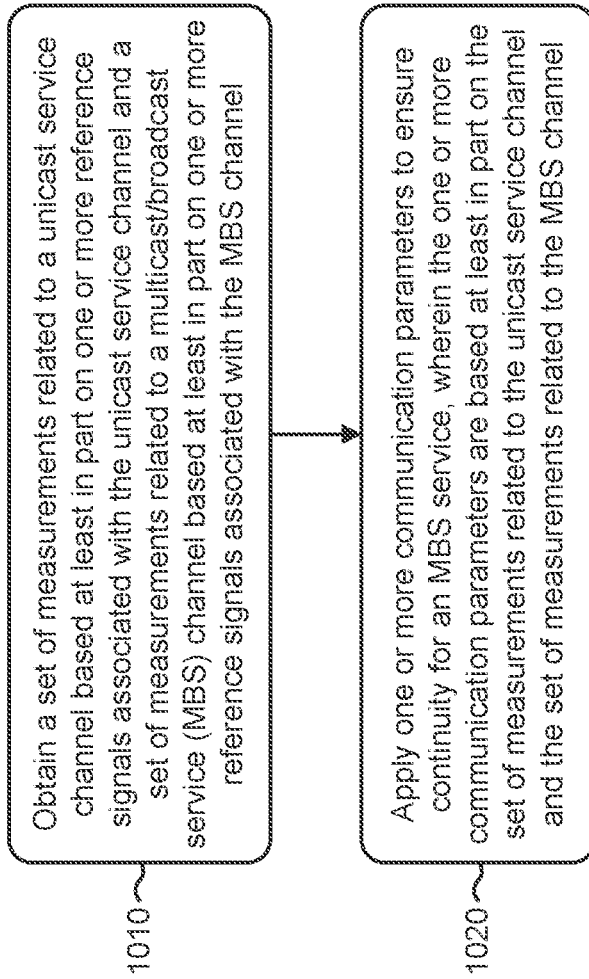 Obtain a set of measurements related to a unicast service
channel based at least in part on one or more reference
signals associated with the unicast service channel and a
set of measurements related to a multicast/broadcast
service (MBS) channel based at least in part on one or more
reference signals associated with the MBS channel
1010
Apply one or more communication parameters to ensure
continuity for an MBS service, wherein the one or more
communication parameters are based at least in part on the
set of measurements related to the unicast service channel
and the set of measurements related to the MBS channel
1020